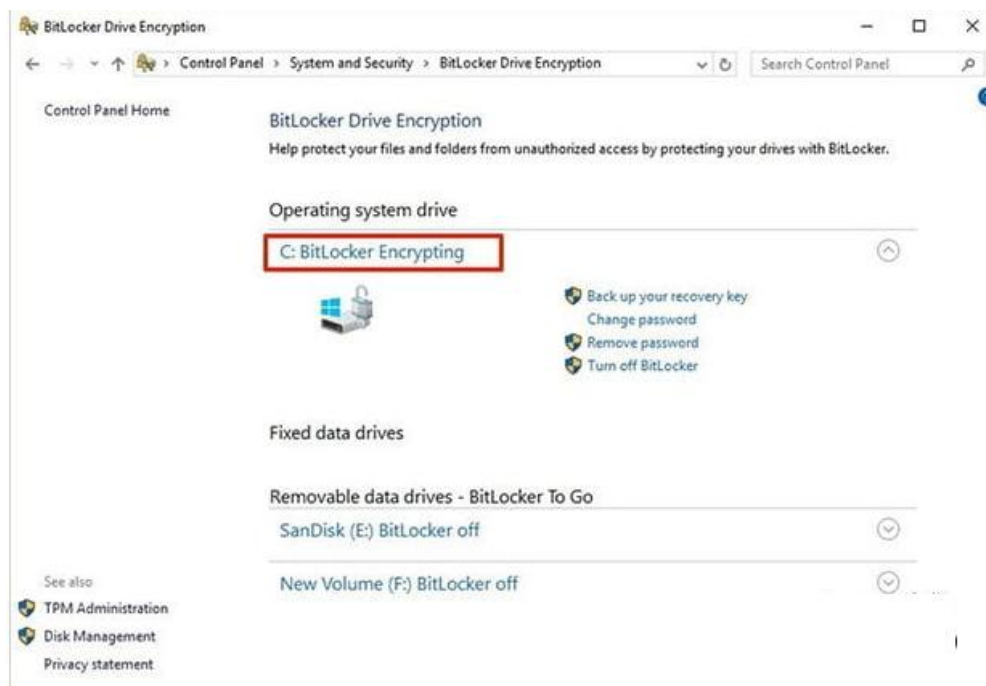 BitLocker Drive Encryption
Control Panel > System and Security > BitLocker Drive Encryption
Search Control Panel
Control Panel Home
BitLocker Drive Encryption
Help protect your files and folders from unauthorized access by protecting your drives with BitLocker.
Operating system drive
C: BitLocker Encrypting
Back up your recovery key
Change password
Remove password
Turn off BitLocker
Fixed data drives
Removable data drives - BitLocker To Go
SanDisk (E:) BitLocker off
New Volume (F:) BitLocker off
See also
TPM Administration
Disk Management
Privacy statement